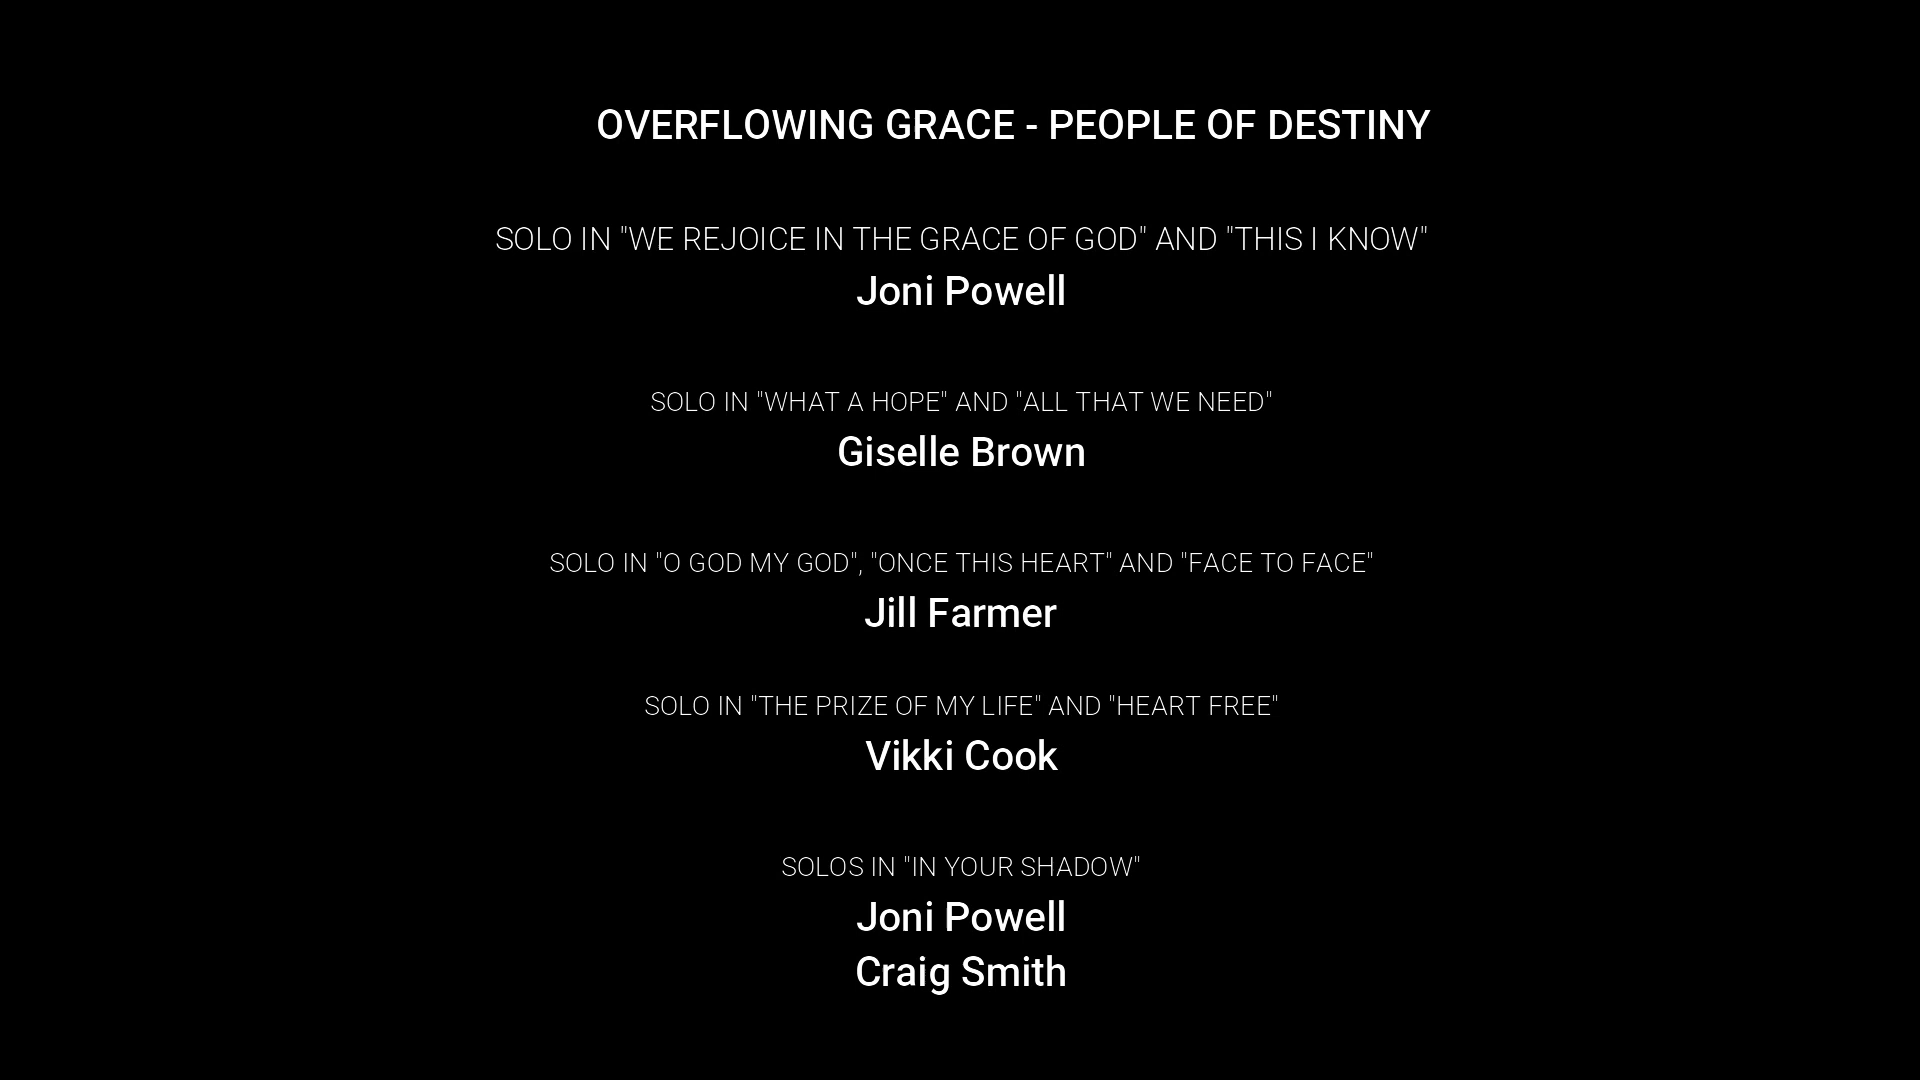 OVERFLOWING GRACE - PEOPLE OF DESTINY
SOLO IN "WE REJOICE IN THE GRACE OF GOD" AND "THIS I KNOW"
Joni Powell
SOLO IN "WHAT A HOPE" AND "ALL THAT WE NEED"
Giselle Brown
SOLO IN "O GOD MY GOD", "ONCE THIS HEART" AND "FACE TO FACE"
Jill Farmer
SOLO IN "THE PRIZE OF MY LIFE" AND "HEART FREE"
Vikki Cook
SOLOS IN "IN YOUR SHADOW"
Joni Powell
Craig Smith